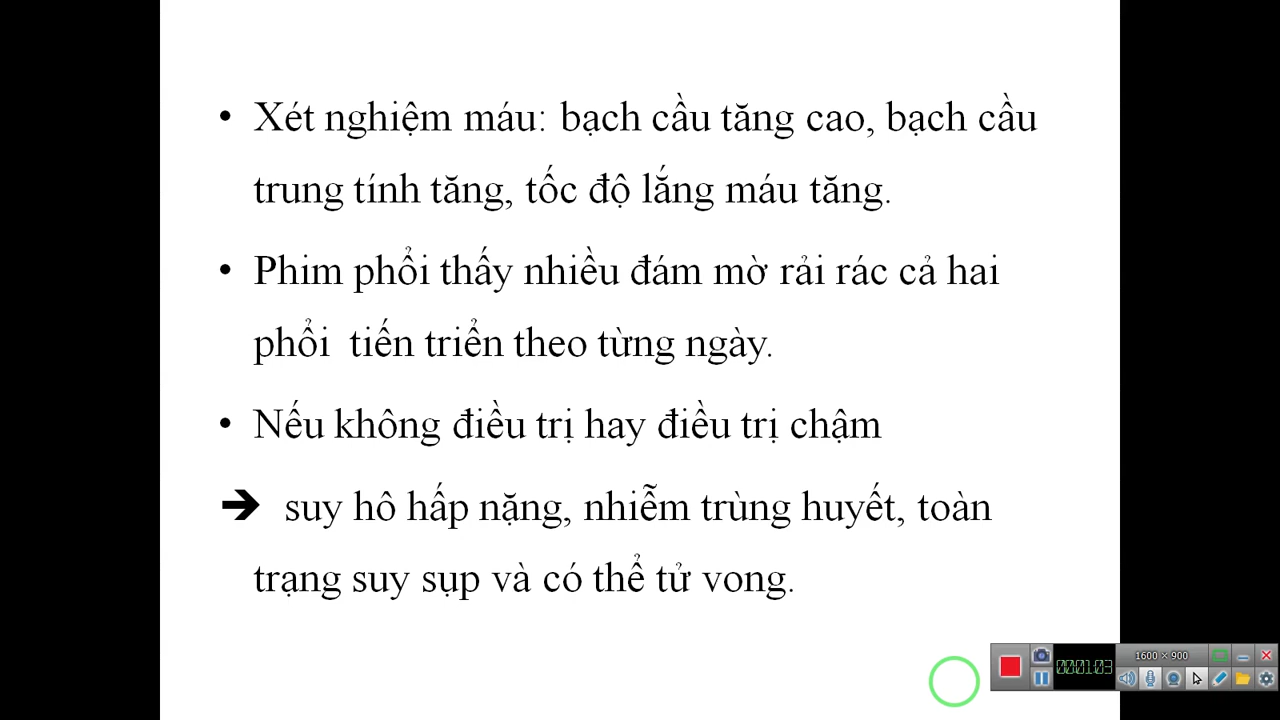 • Xét nghiệm máu: bạch cầu tăng cao, bạch cầu
trung tính tăng, tốc độ lắng máu tăng.
• Phim phổi thấy nhiều đám mờ rải rác cả hai
phổi tiến triển theo từng ngày.
• Nếu không điều trị hay điều trị chậm
➔ suy hô hấp nặng, nhiễm trùng huyết, toàn
trạng suy sụp và có thể tử vong.
1600 × 900
000:1:03